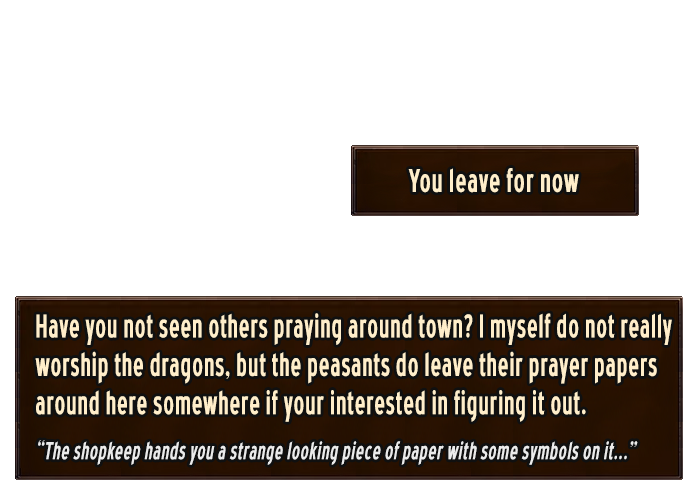 You leave for now
Have you not seen others praying around town? I myself do not really
worship the dragons, but the peasants do leave their prayer papers
around here somewhere if your interested in figuring it out.
“The shopkeep hands you a strange looking piece of paper with some symbols on it...”